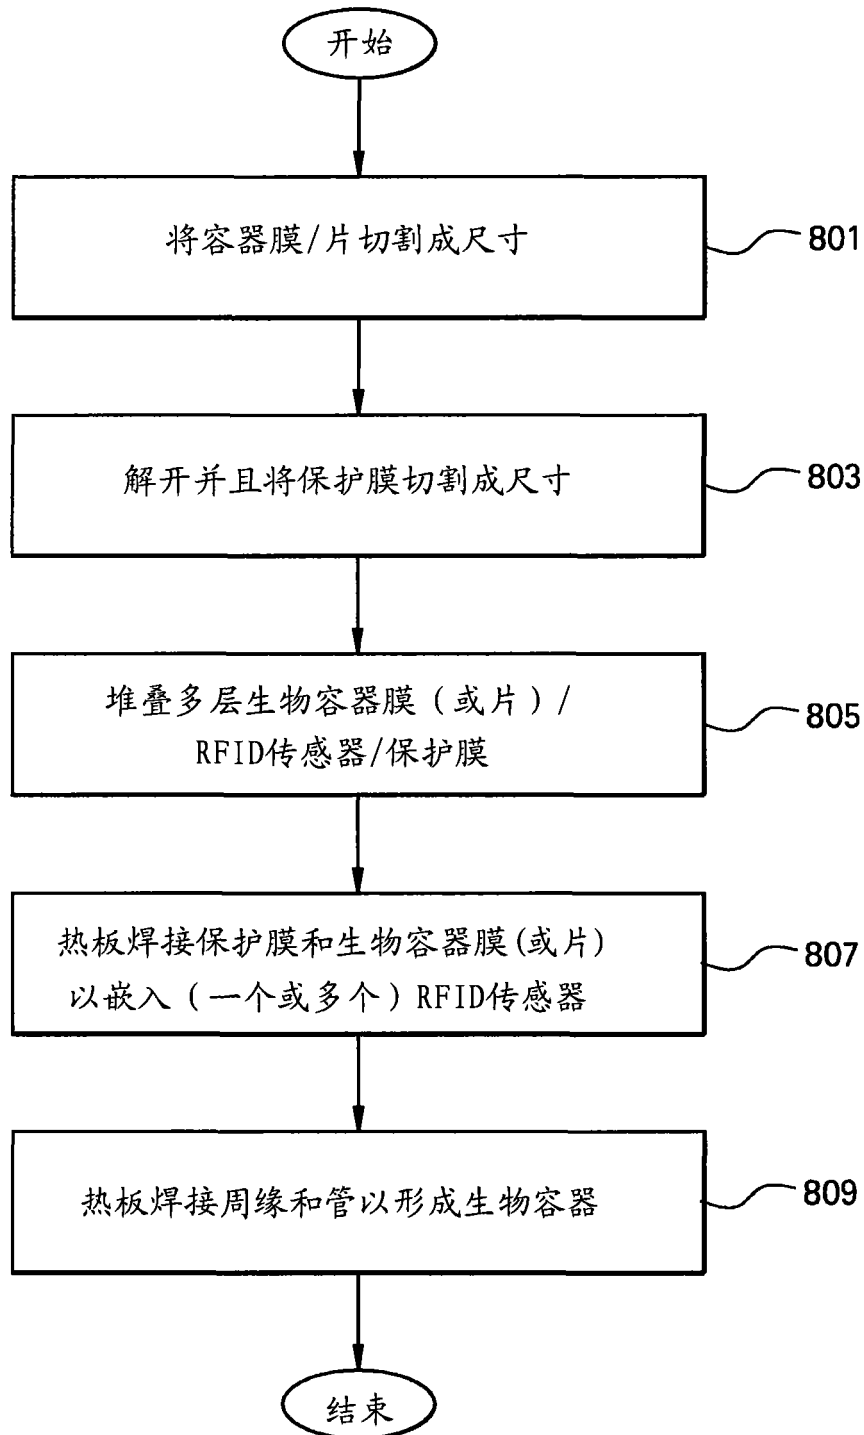 开始
将容器膜/片切割成尺寸
801
解开并且将保护膜切割成尺寸
803
堆叠多层生物容器膜（或片）/
RFID传感器/保护膜
805
热板焊接保护膜和生物容器膜(或片)
以嵌入（一个或多个）RFID传感器
807
热板焊接周缘和管以形成生物容器
809
结束